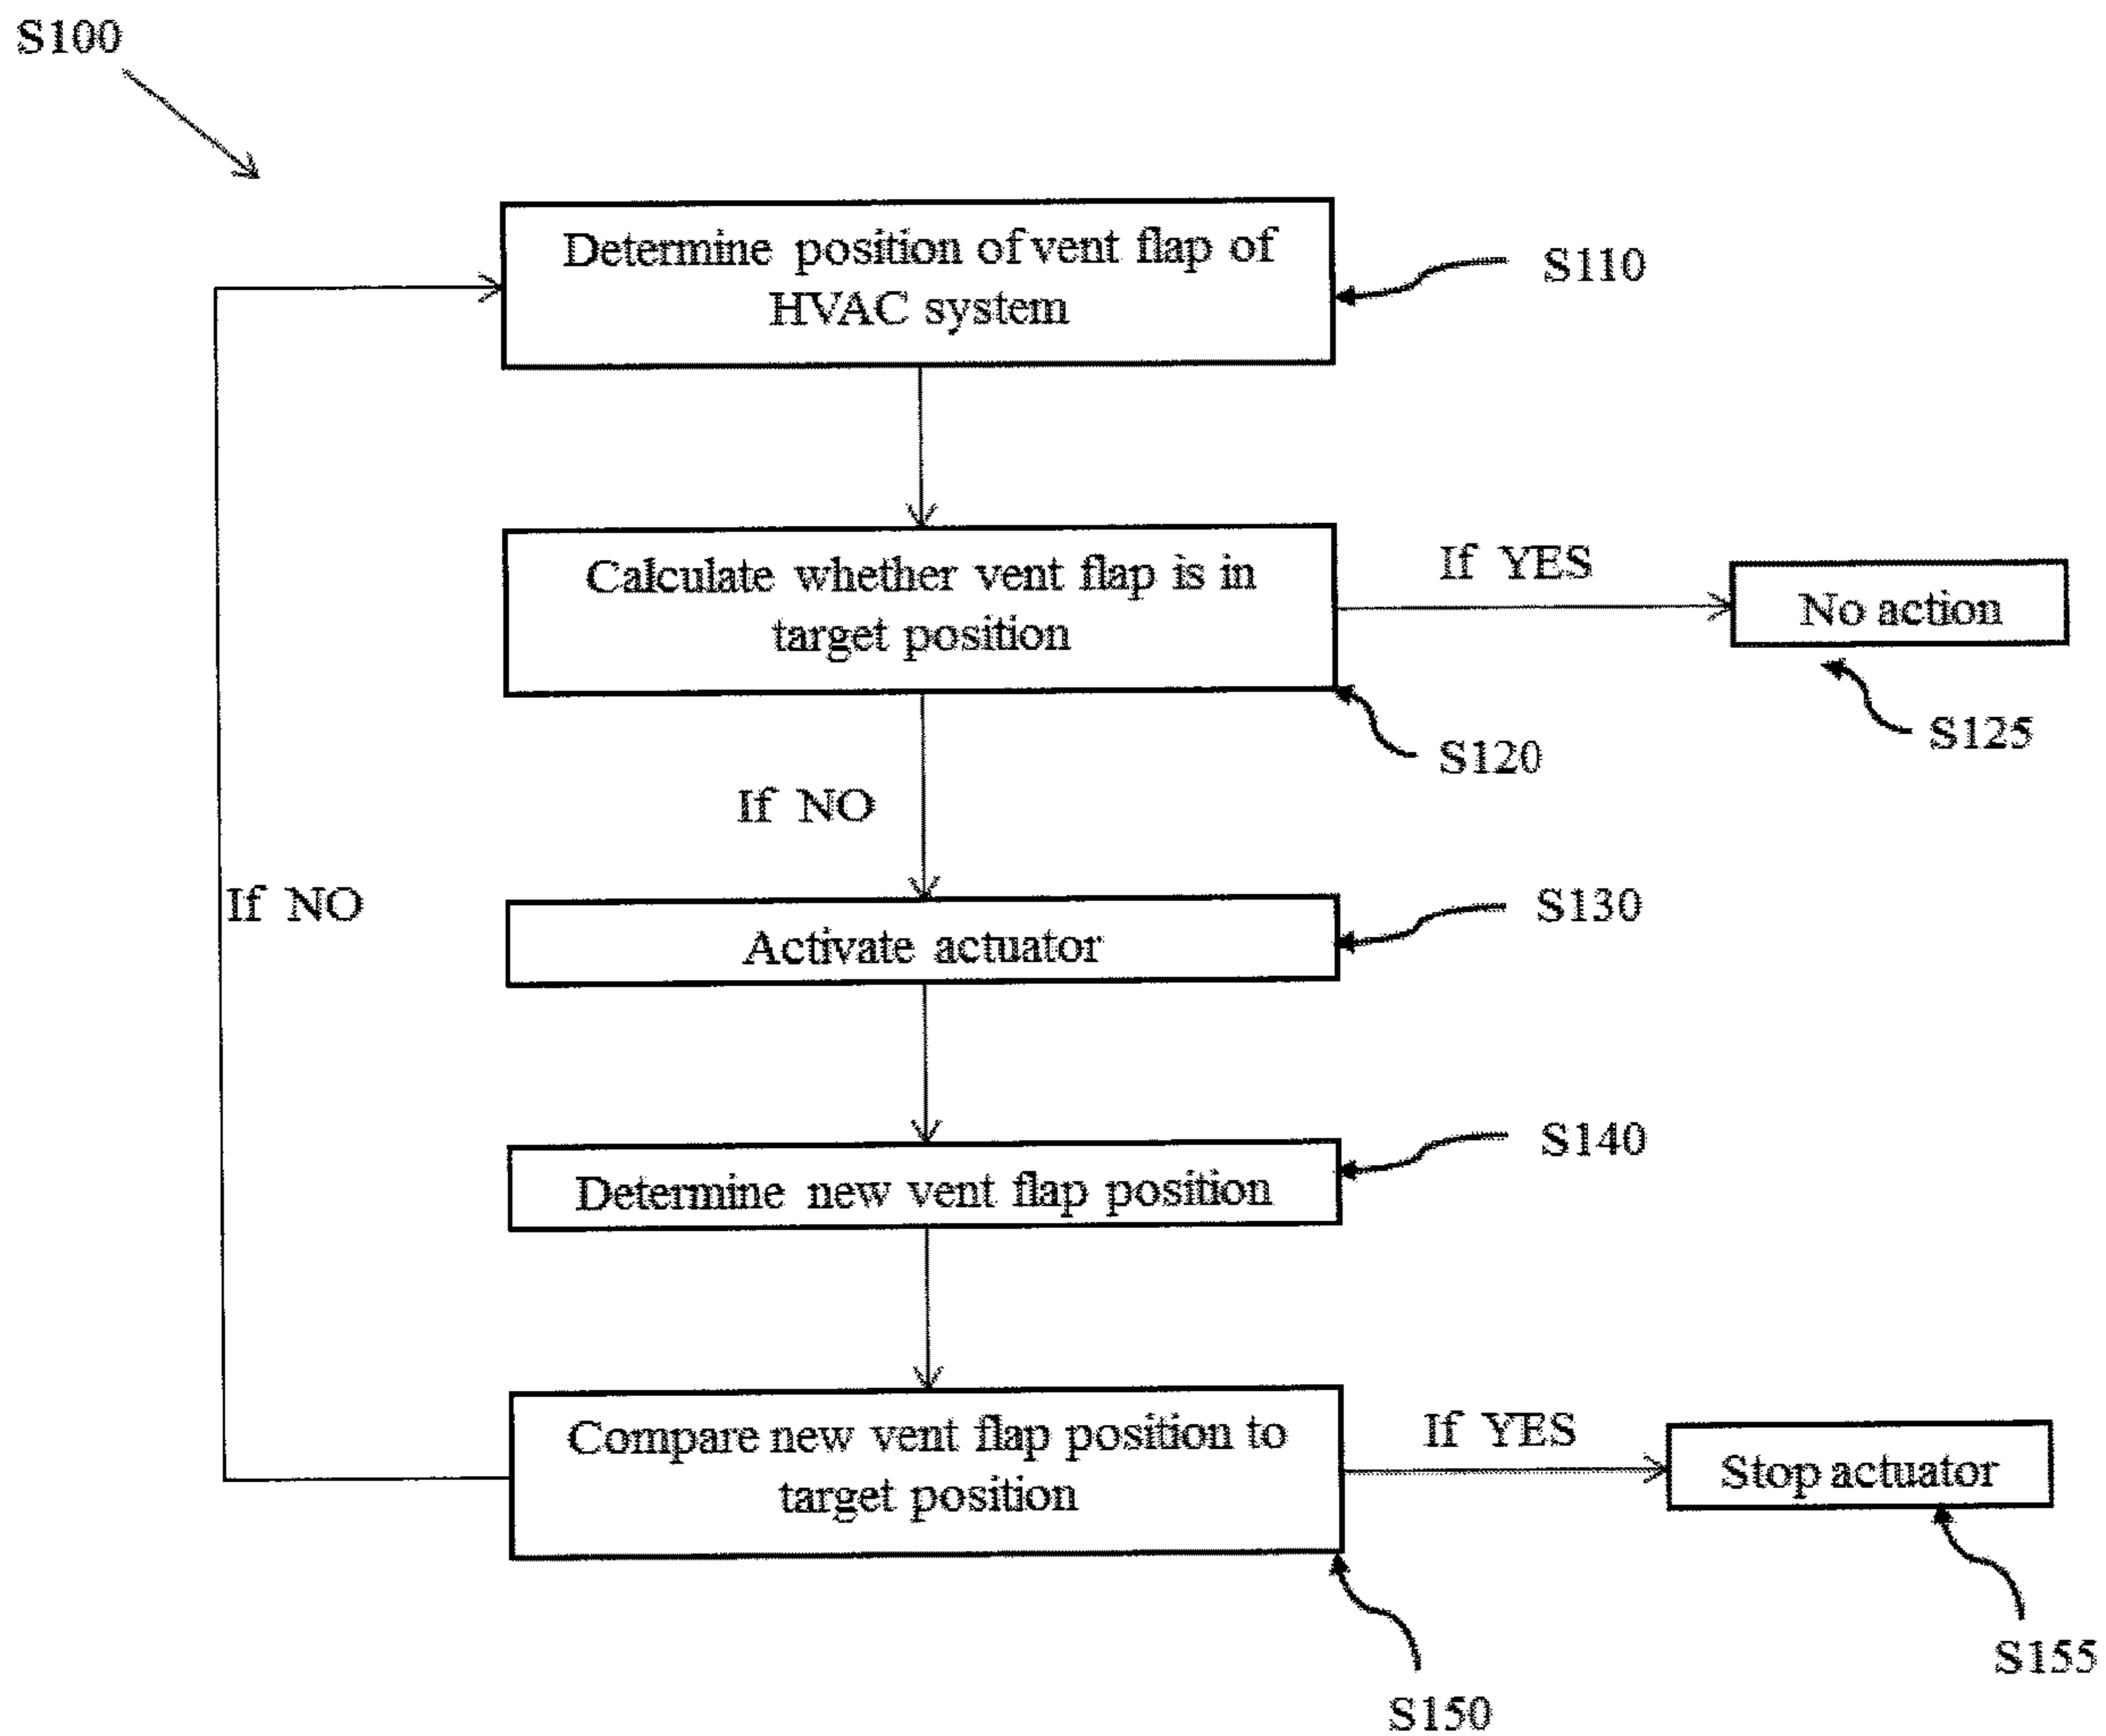 S100
Determine position of vent flap of
HVAC system
S110
Calculate whether vent flap is in
target position
If YES
No action
S125
S120
If NO
If NO
Activate actuator
S130
Determine new vent flap position
S140
Compare new vent flap position to
target position
If YES
Stop actuator
S155
S150